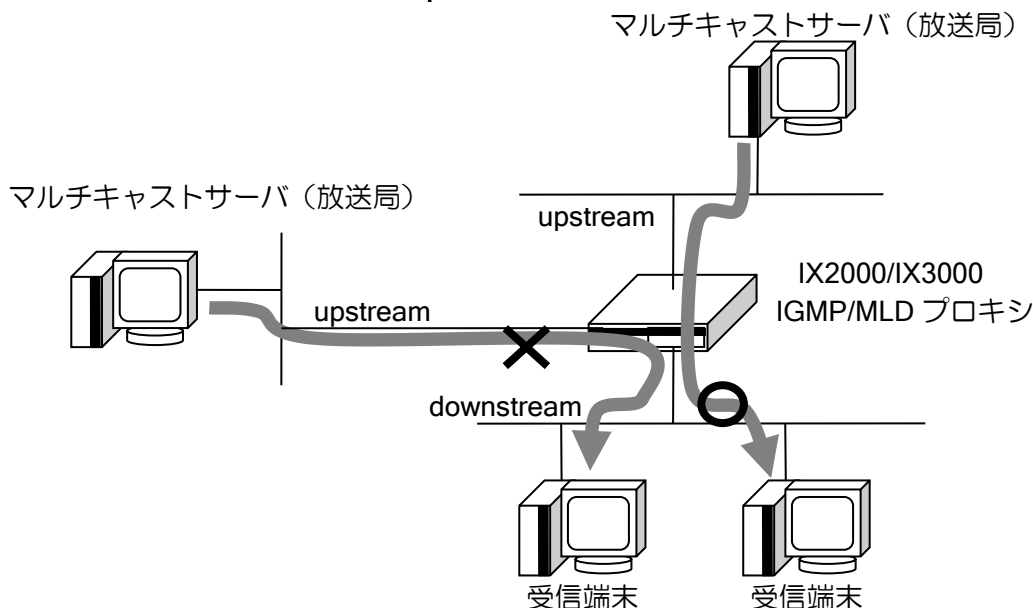 マルチキャストサーバ（放送局）
マルチキャストサーバ（放送局）
upstream
IX2000/IX3000
IGMP/MLD プロキシ
upstream
downstream
受信端末
受信端末